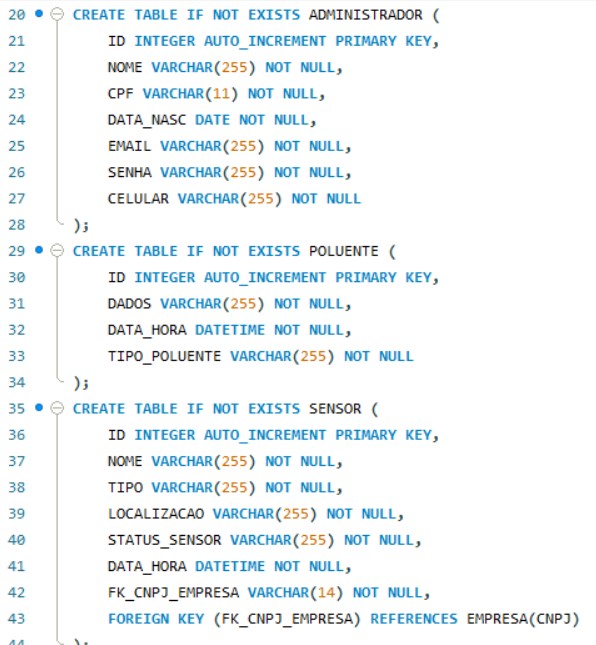 20 CREATE TABLE IF NOT EXISTS ADMINISTRADOR (
21 ID INTEGER AUTO_INCREMENT PRIMARY KEY,
22 NOME VARCHAR(255) NOT NULL,
23 CPF VARCHAR(11) NOT NULL,
24 DATA_NASC DATE NOT NULL,
25 EMAIL VARCHAR(255) NOT NULL,
26 SENHA VARCHAR(255) NOT NULL,
27 CELULAR VARCHAR(255) NOT NULL
28 );
29 CREATE TABLE IF NOT EXISTS POLUENTE (
30 ID INTEGER AUTO_INCREMENT PRIMARY KEY,
31 DADOS VARCHAR(255) NOT NULL,
32 DATA_HORA DATETIME NOT NULL,
33 TIPO_POLUENTE VARCHAR(255) NOT NULL
34 );
35 CREATE TABLE IF NOT EXISTS SENSOR (
36 ID INTEGER AUTO_INCREMENT PRIMARY KEY,
37 NOME VARCHAR(255) NOT NULL,
38 TIPO VARCHAR(255) NOT NULL,
39 LOCALIZACAO VARCHAR(255) NOT NULL,
40 STATUS_SENSOR VARCHAR(255) NOT NULL,
41 DATA_HORA DATETIME NOT NULL,
42 FK_CNPJ_EMPRESA VARCHAR(14) NOT NULL,
43 FOREIGN KEY (FK_CNPJ_EMPRESA) REFERENCES EMPRESA(CNPJ)
44 );